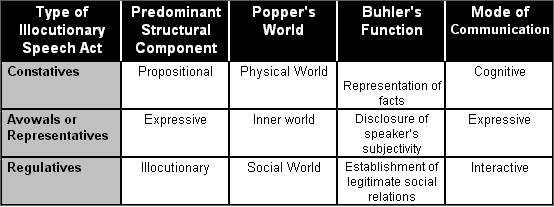 Type of Illocutionary Speech Act
Predominant Structural Component
Popper's World
Buhler's Function
Mode of Communication
Constatives
Propositional
Physical World
Representation of facts
Cognitive
Avowals or Representatives
Expressive
Inner world
Disclosure of speaker's subjectivity
Expressive
Regulatives
Illocutionary
Social World
Establishment of legitimate social relations
Interactive